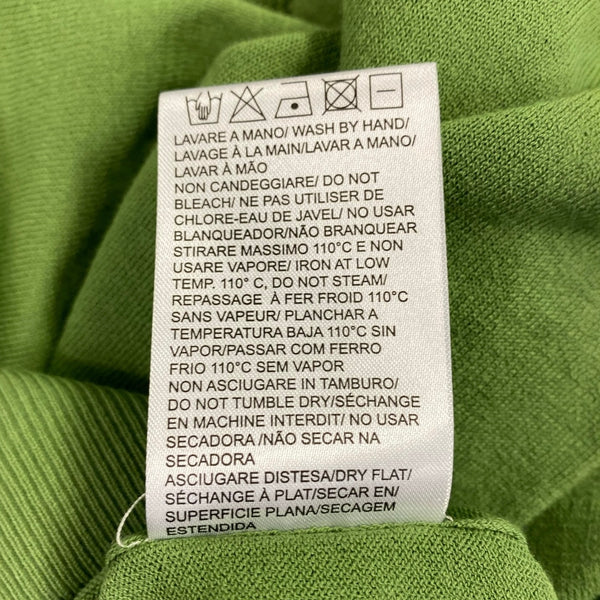 LAVARE A MANO/ WASH BY HAND/
LAVAGE À LA MAIN/LAVAR A MANO/
LAVAR À MÃO
NON CANDEGGIARE/ DO NOT
BLEACH/ NE PAS UTILISER DE
CHLORE-EAU DE JAVEL/ NO USAR
BLANQUEADOR/NÃO BRANQUEAR
STIRARE MASSIMO 110°C E NON
USARE VAPORE/ IRON AT LOW
TEMP. 110° C, DO NOT STEAM/
REPASSAGE À FER FROID 110°C
SANS VAPEUR/ PLANCHAR A
TEMPERATURA BAJA 110°C SIN
VAPOR/PASSAR COM FERRO
FRIO 110°C SEM VAPOR
NON ASCIUGARE IN TAMBURO/
DO NOT TUMBLE DRY/SÉCHANGE
EN MACHINE INTERDIT/ NO USAR
SECADORA /NÃO SECAR NA
SECADORA
ASCIUGARE DISTESA/DRY FLAT/
SÉCHANGE À PLAT/SECAR EN/
SUPERFICIE PLANA/SECAGEM
ESTENDIDA